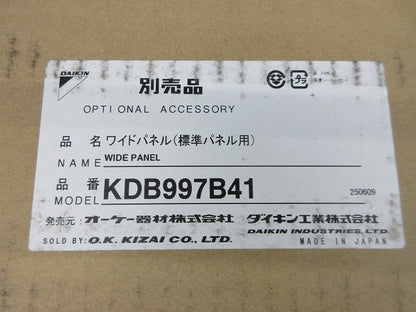 DAIKIN
別売品
OPTIONAL ACCESSORY
品 名 ワイドパネル(標準パネル用)
NAME WIDE PANEL
品 番 KDB997B41
MODEL 250609
発売元: オーケー器材株式会社 ダイキン工業株式会社
SOLD BY: O.K. KIZAI CO., LTD. DAIKIN INDUSTRIES, LTD.
MADE IN JAPAN